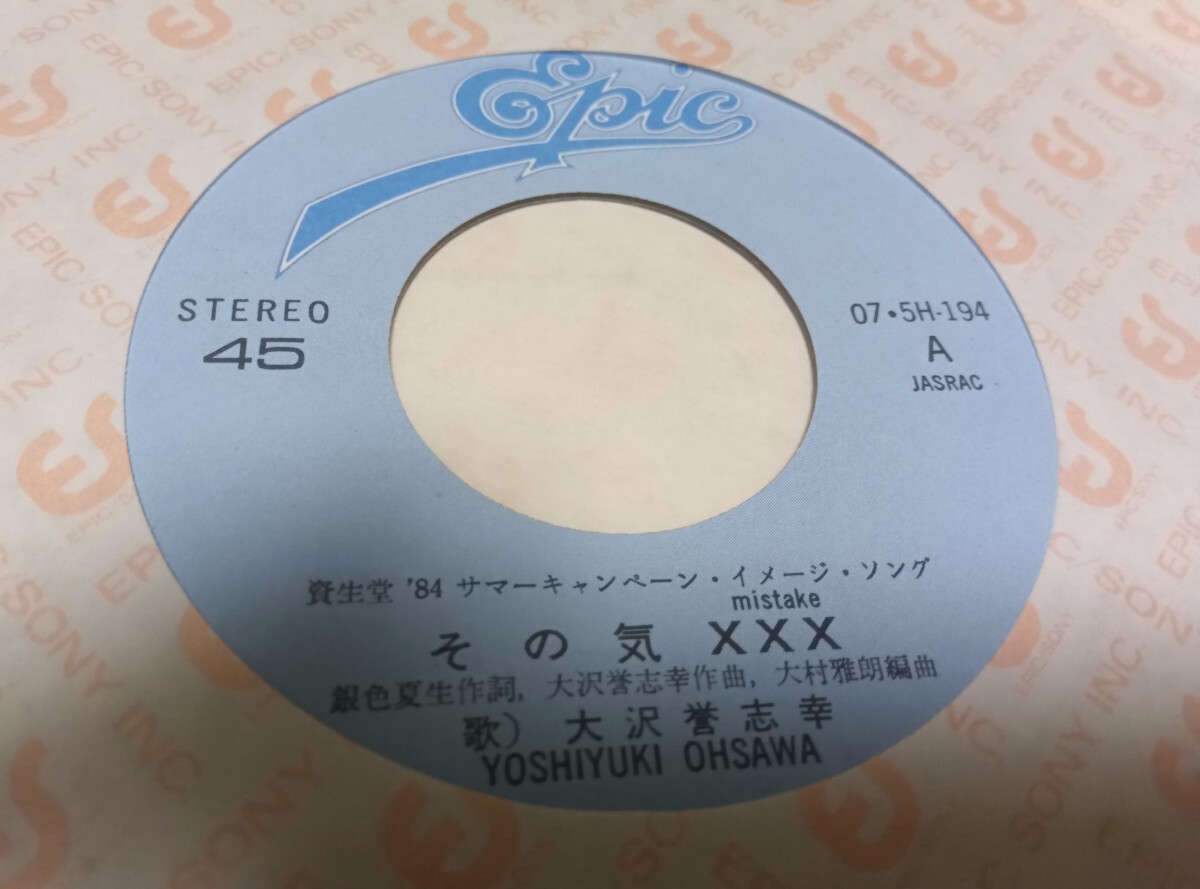 Epic
STEREO
45
07・5H-194
A
JASRAC
資生堂 '84 サマーキャンペーン・イメージ・ソング
mistake
その気 XXX
銀色夏生作詞, 大沢誉志幸作曲, 大村雅朗編曲
歌) 大沢誉志幸
YOSHIYUKI OHSAWA
EPIC/SONY INC